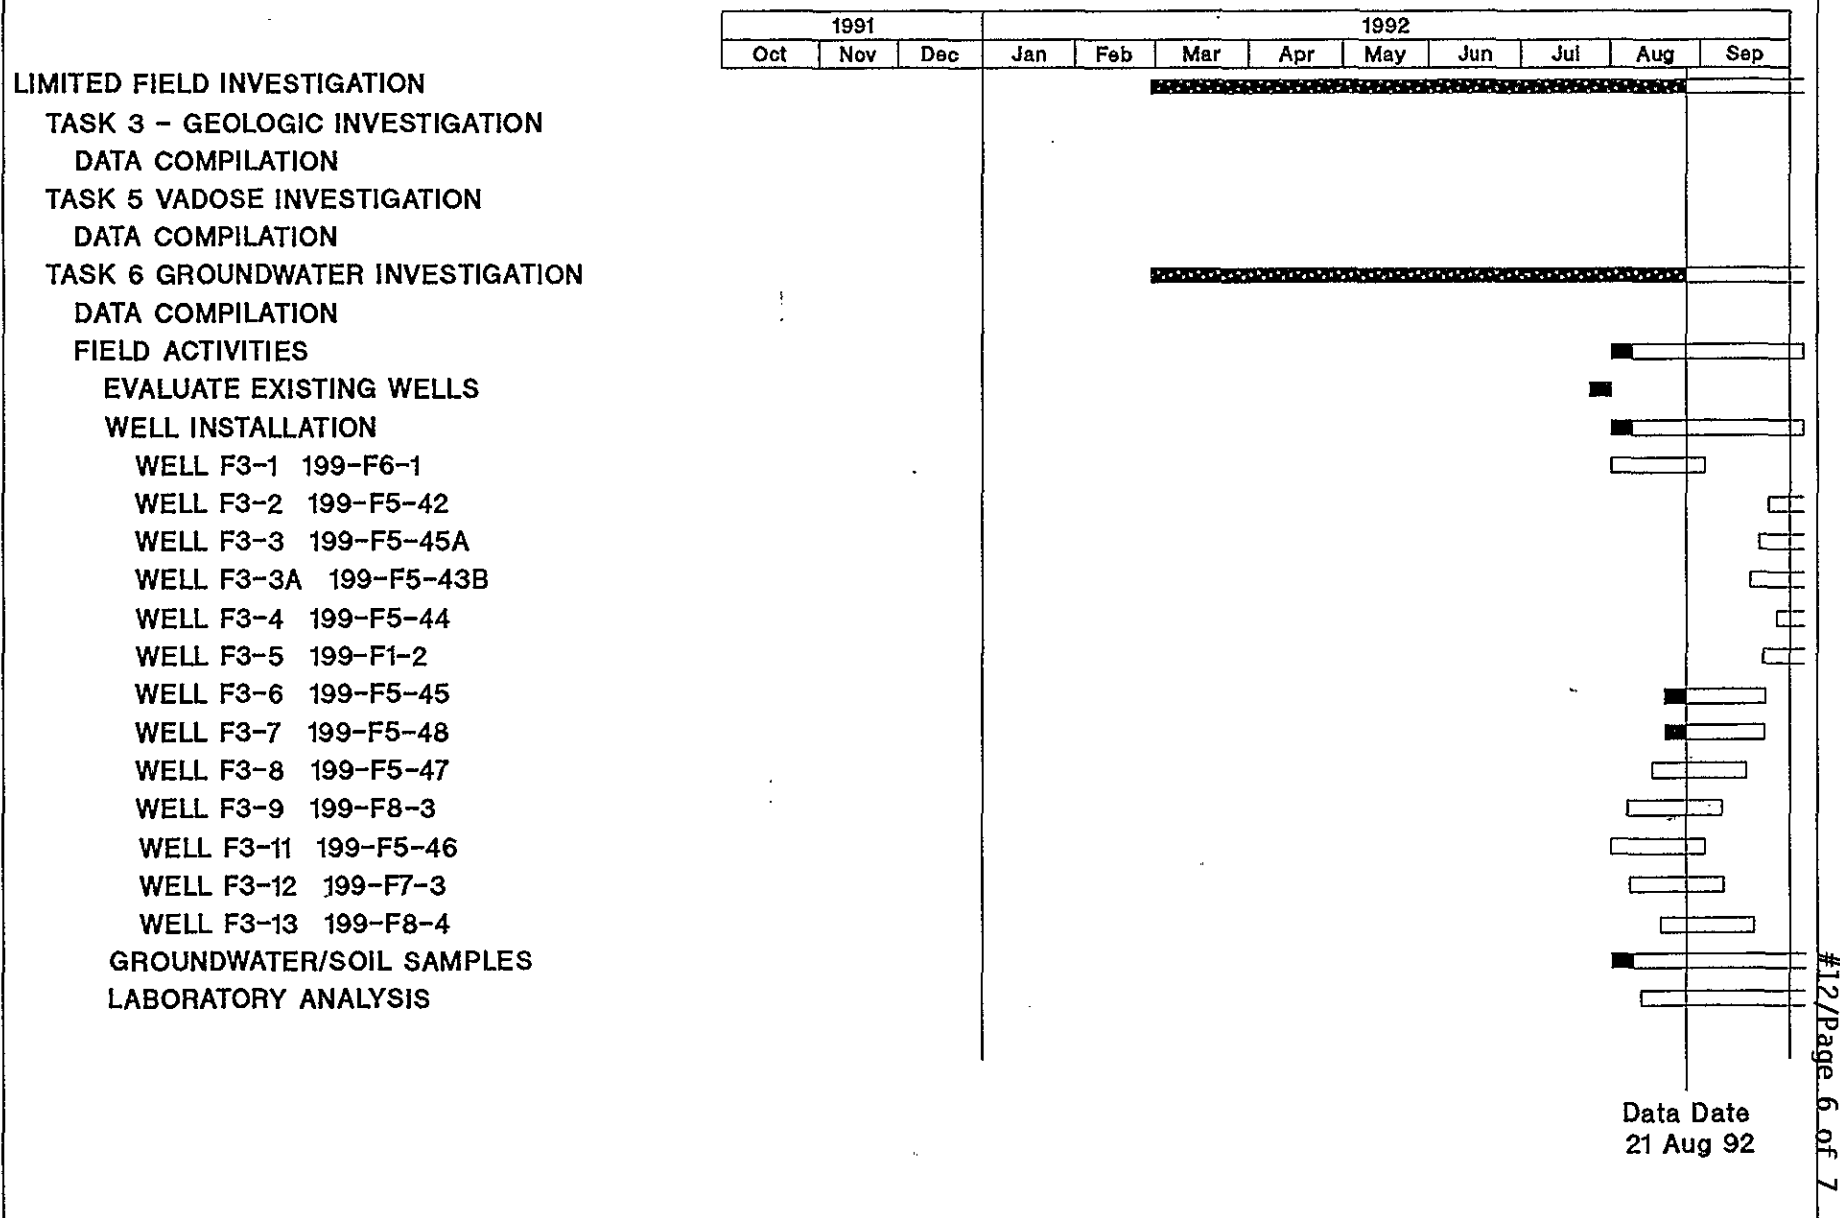 1991 1992
Oct Nov Dec Jan Feb Mar Apr May Jun Jul Aug Sep
LIMITED FIELD INVESTIGATION
TASK 3 - GEOLOGIC INVESTIGATION
DATA COMPILATION
TASK 5 VADOSE INVESTIGATION
DATA COMPILATION
TASK 6 GROUNDWATER INVESTIGATION
DATA COMPILATION
FIELD ACTIVITIES
EVALUATE EXISTING WELLS
WELL INSTALLATION
WELL F3-1 199-F6-1
WELL F3-2 199-F5-42
WELL F3-3 199-F5-45A
WELL F3-3A 199-F5-43B
WELL F3-4 199-F5-44
WELL F3-5 199-F1-2
WELL F3-6 199-F5-45
WELL F3-7 199-F5-48
WELL F3-8 199-F5-47
WELL F3-9 199-F8-3
WELL F3-11 199-F5-46
WELL F3-12 199-F7-3
WELL F3-13 199-F8-4
GROUNDWATER/SOIL SAMPLES
LABORATORY ANALYSIS
Data Date
21 Aug 92
#12/Page 6 of 7